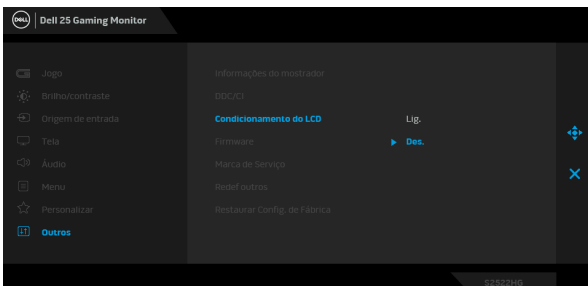 DELL Dell 25 Gaming Monitor
Jogo
Brilho/contraste
Origem de entrada
Tela
Áudio
Menu
Personalizar
Outros
Informações do mostrador
DDC/CI
Condicionamento do LCD
Firmware
Marca de Serviço
Redef outros
Restaurar Config. de Fábrica
Lig.
Des.
S2522HG